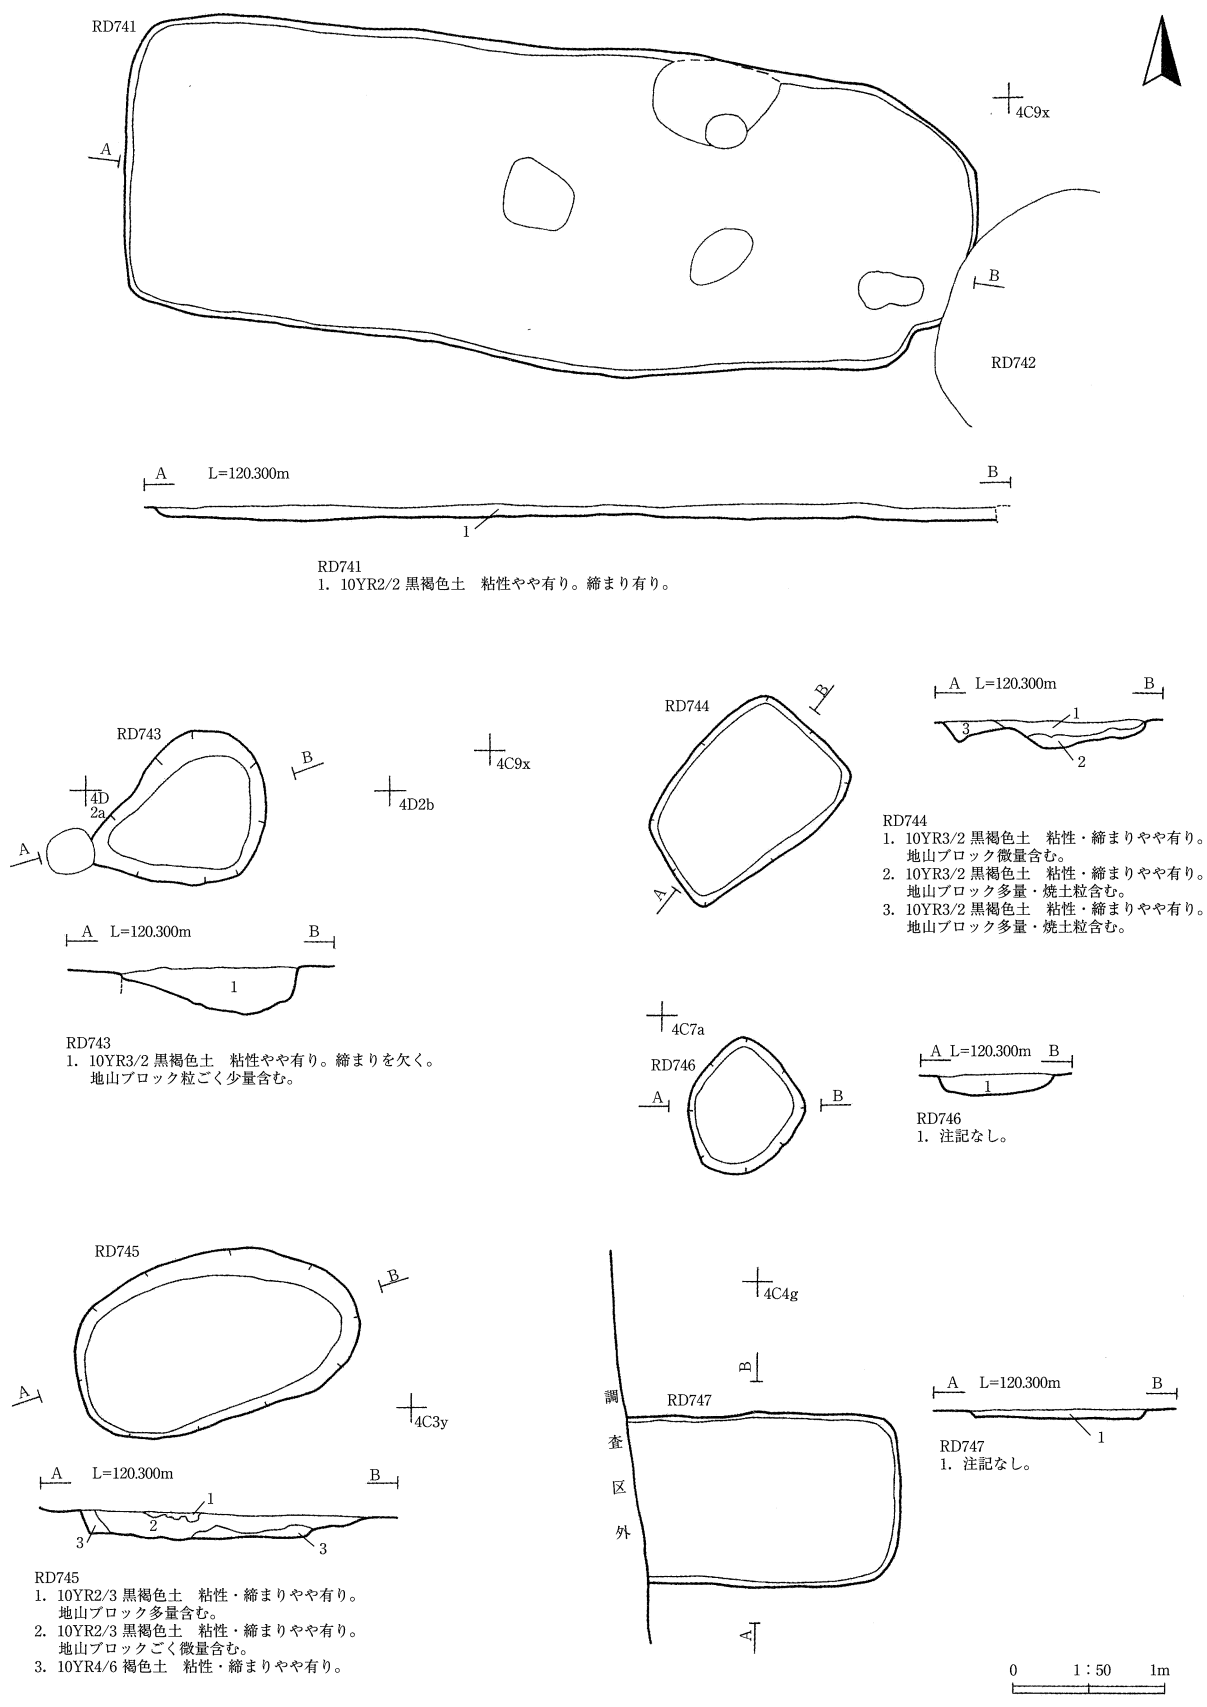 RD741
4C9x
A
B
RD742
A L=120.300m B
1
RD741
1. 10YR2/2 黒褐色土 粘性やや有り。締まり有り。
RD743
B
4D
2a
4C9x
4D2b
A
A L=120.300m B
1
RD743
1. 10YR3/2 黒褐色土 粘性やや有り。締まりを欠く。
地山ブロック粒ごく少量含む。
RD744
B
A
A L=120.300m B
1
3
2
RD744
1. 10YR3/2 黒褐色土 粘性・締まりやや有り。
地山ブロック微量含む。
2. 10YR3/2 黒褐色土 粘性・締まりやや有り。
地山ブロック多量・焼土粒含む。
3. 10YR3/2 黒褐色土 粘性・締まりやや有り。
地山ブロック多量・焼土粒含む。
4C7a
RD746
A
B
A L=120.300m B
1
RD746
1. 注記なし。
RD745
B
A
4C3y
A L=120.300m B
1
2
3
3
RD745
1. 10YR2/3 黒褐色土 粘性・締まりやや有り。
地山ブロック多量含む。
2. 10YR2/3 黒褐色土 粘性・締まりやや有り。
地山ブロックごく微量含む。
3. 10YR4/6 褐色土 粘性・締まりやや有り。
4C4g
B
調査区外
RD747
A
A L=120.300m B
1
RD747
1. 注記なし。
0 1:50 1m